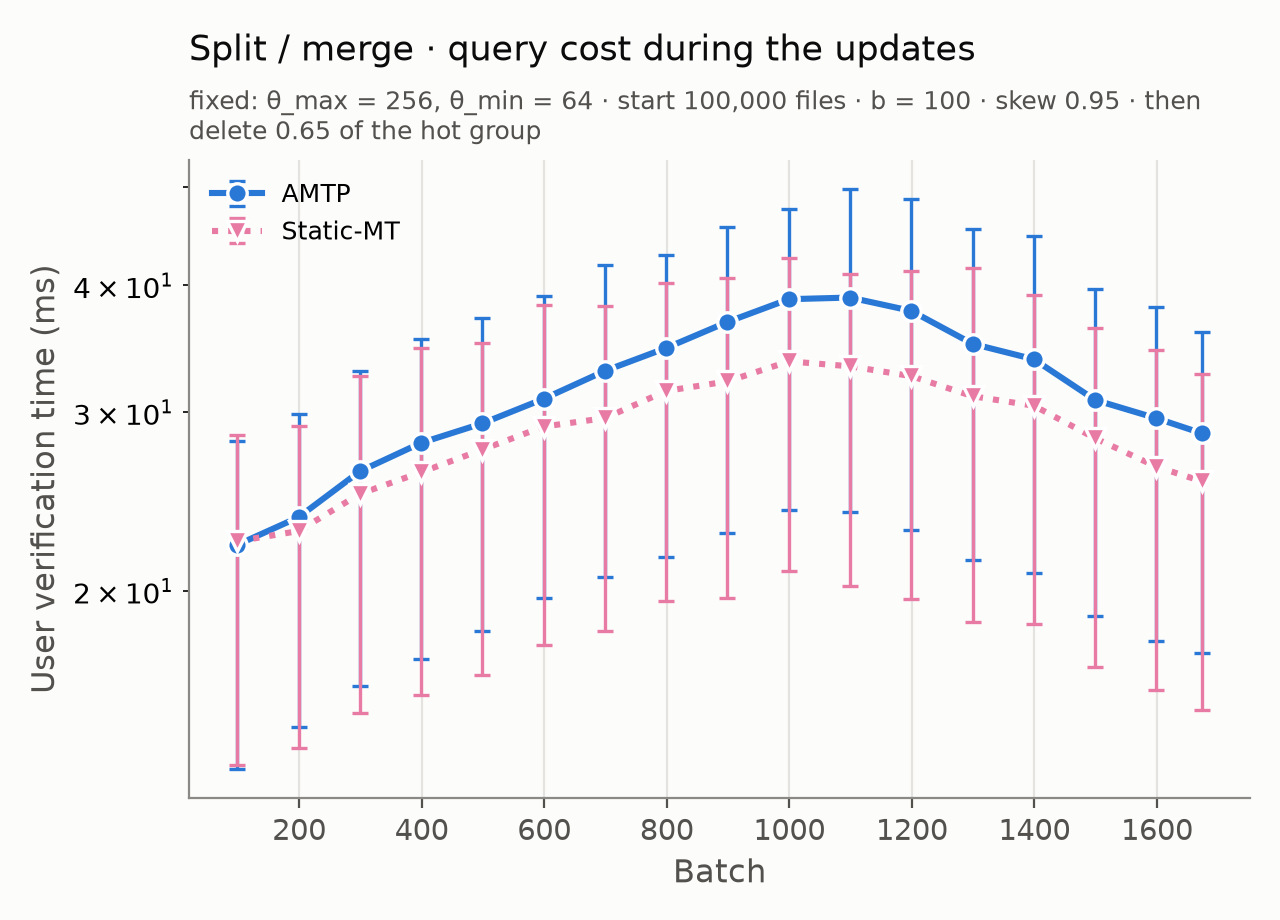 Split / merge · query cost during the updates
fixed: θ_max = 256, θ_min = 64 · start 100,000 files · b = 100 · skew 0.95 · then
delete 0.65 of the hot group
AMTP
Static-MT
User verification time (ms)
4 × 10¹
3 × 10¹
2 × 10¹
200 400 600 800 1000 1200 1400 1600
Batch